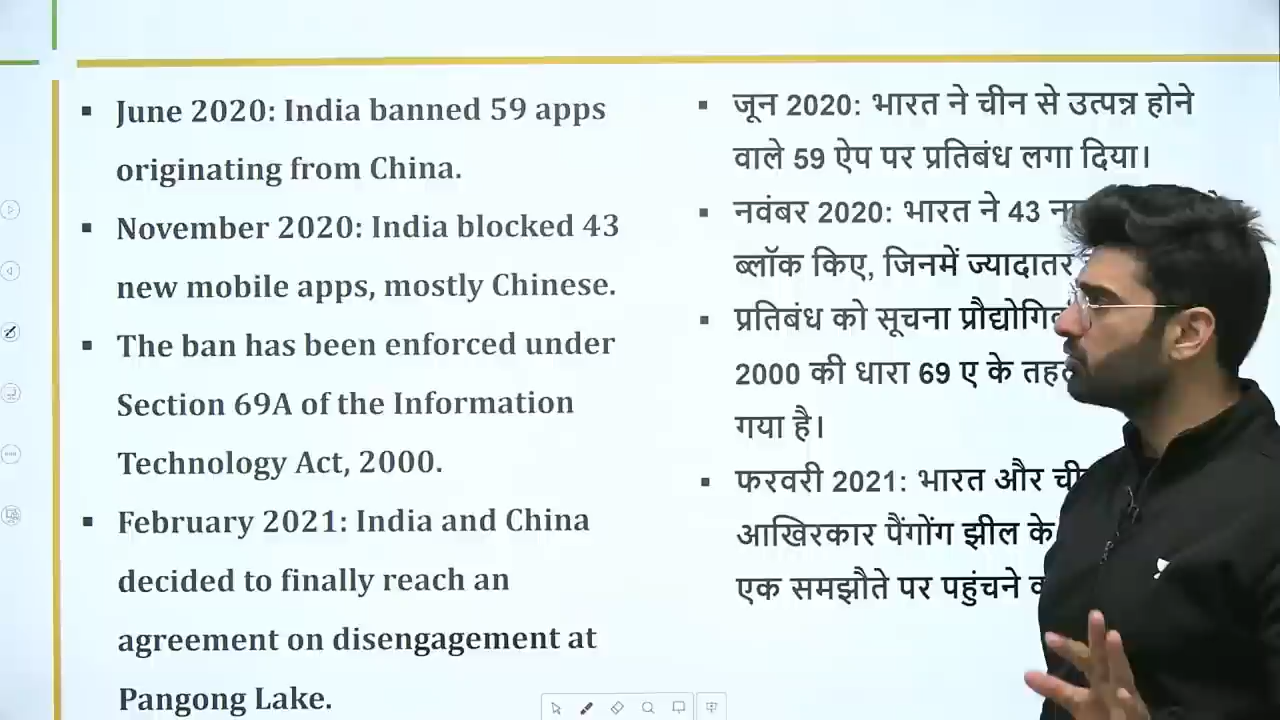 June 2020: India banned 59 apps
originating from China.
November 2020: India blocked 43
new mobile apps, mostly Chinese.
The ban has been enforced under
Section 69A of the Information
Technology Act, 2000.
February 2021: India and China
decided to finally reach an
agreement on disengagement at
Pangong Lake.
जून 2020: भारत ने चीन से उत्पन्न होने
वाले 59 ऐप पर प्रतिबंध लगा दिया।
नवंबर 2020: भारत ने 43
ब्लॉक किए, जिनमें ज्यादातर
प्रतिबंध को सूचना
2000 की धारा 69 ए के तहत
गया है।
फरवरी 2021: भारत और
आखिरकार पैंगोंग झील के
एक समझौते पर पहुंचने